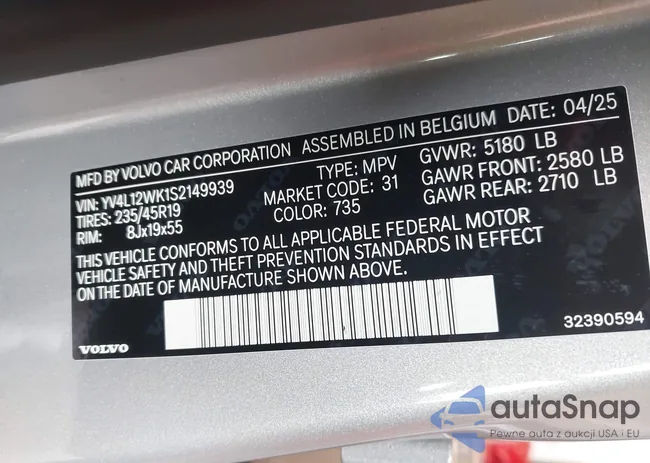 MFD BY VOLVO CAR CORPORATION ASSEMBLED IN BELGIUM DATE: 04/25
VIN: YV4L12WK1S2149939 TYPE: MPV GVWR: 5180 LB
TIRES: 235/45R19 MARKET CODE: 31 GAWR FRONT: 2580 LB
RIM: 8Jx19x55 COLOR: 735 GAWR REAR: 2710 LB
THIS VEHICLE CONFORMS TO ALL APPLICABLE FEDERAL MOTOR
VEHICLE SAFETY AND THEFT PREVENTION STANDARDS IN EFFECT
ON THE DATE OF MANUFACTURE SHOWN ABOVE.
VOLVO 32390594
autaSnap
Pewne auta z aukcji USA i EU